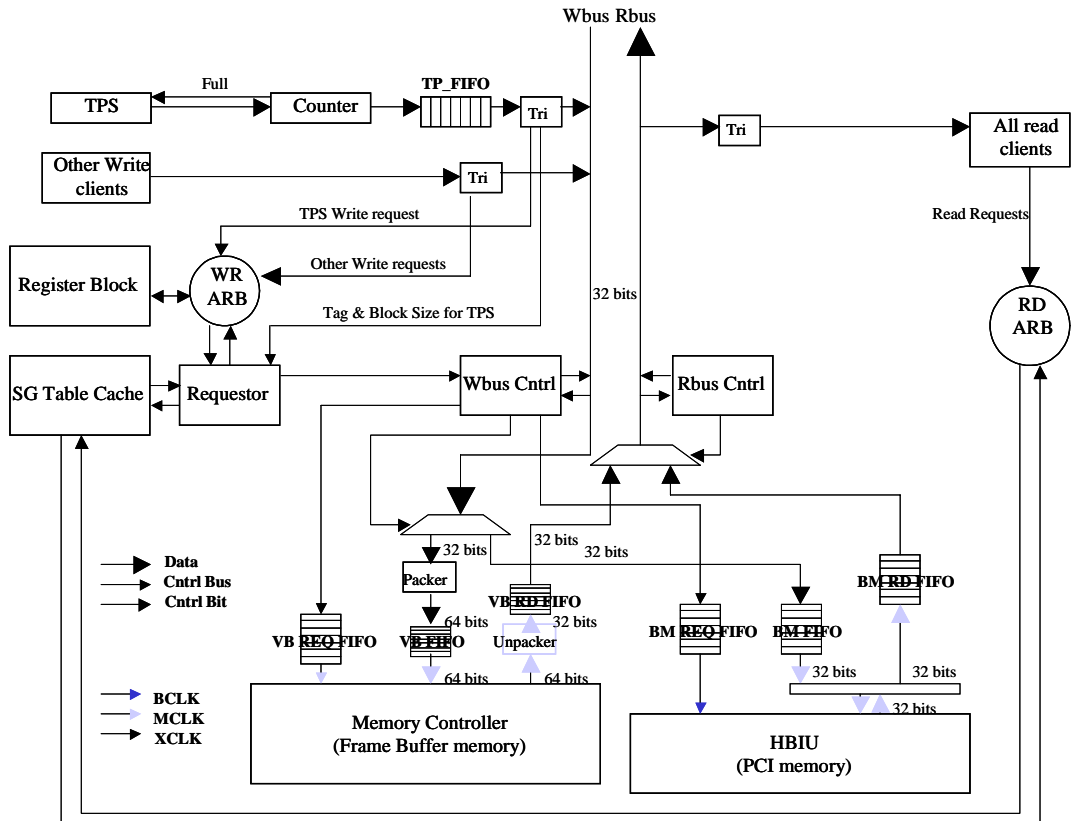 Wbus Rbus
Full
TP_FIFO
TPS
Counter
Tri
Tri
All read
clients
Other Write
clients
Tri
TPS Write request
Read Requests
Other Write requests
WR
ARB
Register Block
32 bits
RD
ARB
Tag & Block Size for TPS
SG Table Cache
Requestor
Wbus Cntrl
Rbus Cntrl
32 bits
32 bits
32 bits
Data
Cntrl Bus
Cntrl Bit
Packer
BM RD FIFO
VB RD FIFO
64 bits
32 bits
VB REQ FIFO
VB FIFO
Unpacker
BM REQ FIFO
BM FIFO
64 bits
64 bits
32 bits
32 bits
BCLK
MCLK
XCLK
32 bits
Memory Controller
(Frame Buffer memory)
HBIU
(PCI memory)